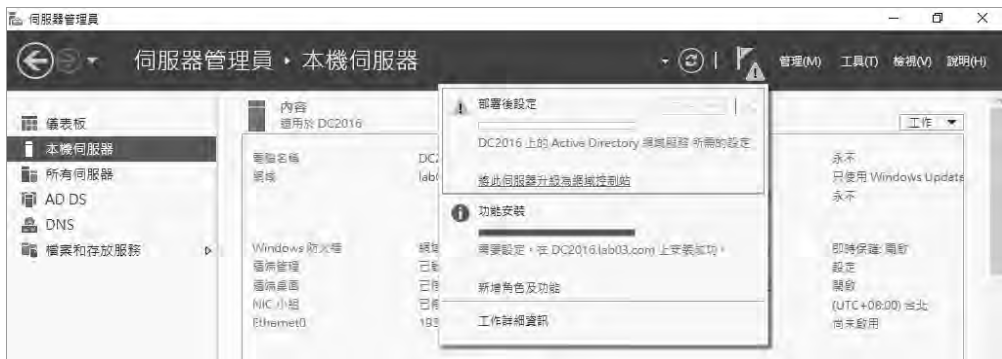 伺服器管理員
伺服器管理員 · 本機伺服器
管理(M) 工具(T) 檢視(V) 說明(H)
儀表板
本機伺服器
所有伺服器
AD DS
DNS
檔案和存放服務
內容
適用於 DC2016
工作
電腦名稱
網域
Windows 防火牆
遠端管理
遠端桌面
NIC 小組
Ethernet0
部署後設定
DC2016 上的 Active Directory 網域服務 所需的設定
將此伺服器升級為網域控制站
功能安裝
需要設定。在 DC2016.lab03.com 上安裝成功。
新增角色及功能
工作詳細資訊
永不
只使用 Windows Update
永不
即時保護: 開啟
設定
開啟
(UTC+08:00) 台北
尚未啟用